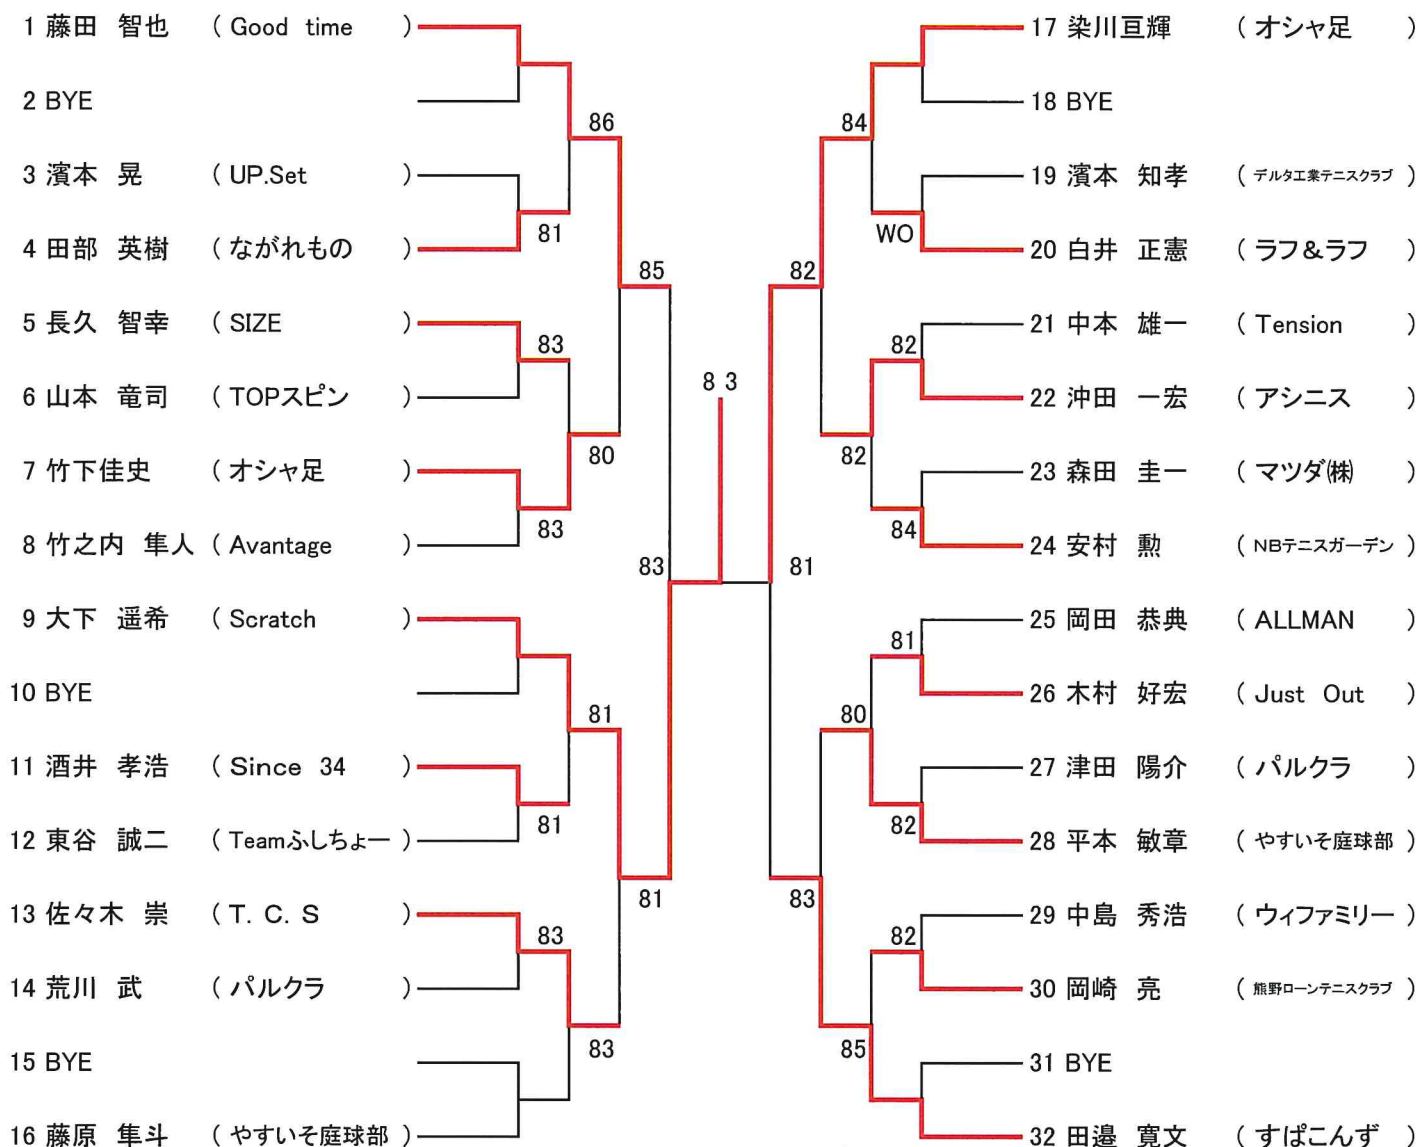 1 藤田 智也 ( Good time )
2 BYE
3 濱本 晃 ( UP.Set )
4 田部 英樹 ( ながれもの )
5 長久 智幸 ( SIZE )
6 山本 竜司 ( TOPスピン )
7 竹下佳史 ( オシャ足 )
8 竹之内 隼人 ( Avantage )
9 大下 遥希 ( Scratch )
10 BYE
11 酒井 孝浩 ( Since 34 )
12 東谷 誠二 ( Teamふしちょー )
13 佐々木 崇 ( T. C. S )
14 荒川 武 ( パルクラ )
15 BYE
16 藤原 隼斗 ( やすいそ庭球部 )
86
81
85
83
80
83
83
81
81
81
83
83
8 3
84
WO
82
82
82
84
81
81
80
82
83
82
85
17 染川亘輝 ( オシャ足 )
18 BYE
19 濱本 知孝 ( デルタ工業テニスクラブ )
20 白井 正憲 ( ラフ&ラフ )
21 中本 雄一 ( Tension )
22 沖田 一宏 ( アシニス )
23 森田 圭一 ( マツダ㈱ )
24 安村 勲 ( NBテニスガーデン )
25 岡田 恭典 ( ALLMAN )
26 木村 好宏 ( Just Out )
27 津田 陽介 ( パルクラ )
28 平本 敏章 ( やすいそ庭球部 )
29 中島 秀浩 ( ウィファミリー )
30 岡崎 亮 ( 熊野ローンテニスクラブ )
31 BYE
32 田邉 寛文 ( すぱこんず )